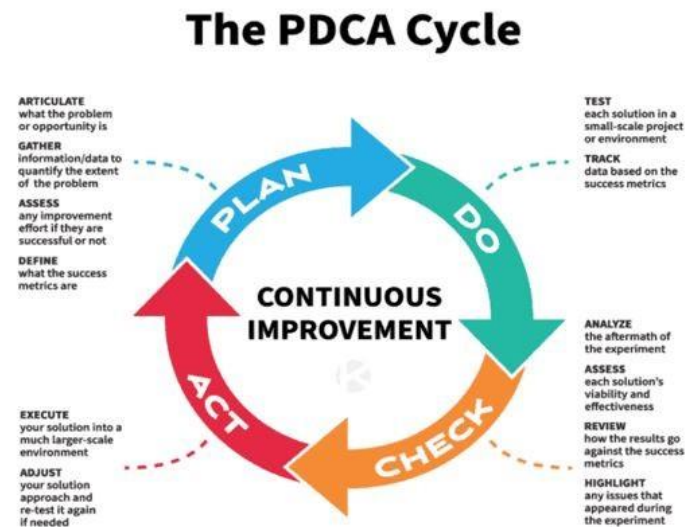 The PDCA Cycle
ARTICULATE
what the problem
or opportunity is
GATHER
information/data to
quantify the extent
of the problem
ASSESS
any improvement
effort if they are
successful or not
DEFINE
what the success
metrics are
TEST
each solution in a
small-scale project
or environment
TRACK
data based on the
success metrics
PLAN
DO
CONTINUOUS
IMPROVEMENT
ACT
CHECK
EXECUTE
your solution into a
much larger-scale
environment
ADJUST
your solution
approach and
re-test it again
if needed
ANALYZE
the aftermath of
the experiment
ASSESS
each solution's
viability and
effectiveness
REVIEW
how the results go
against the success
metrics
HIGHLIGHT
any issues that
appeared during
the experiment